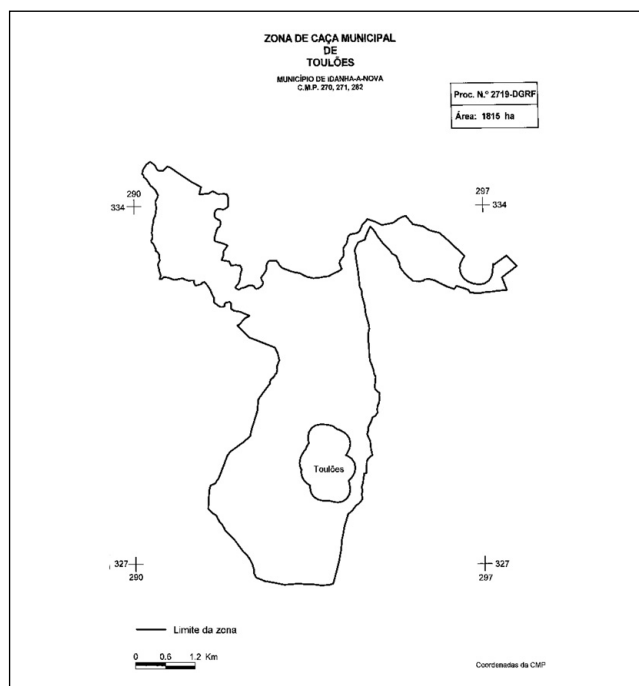 ZONA DE CAÇA MUNICIPAL
DE
TOULÕES
MUNICÍPIO DE IDANHA-A-NOVA
C.M.P. 270, 271, 282
Proc. N.º 2719-DGRF
Área: 1815 ha
290
334
297
334
Toulões
327
290
327
297
Limite da zona
0 0.6 1.2 Km
Coordenadas da CMP